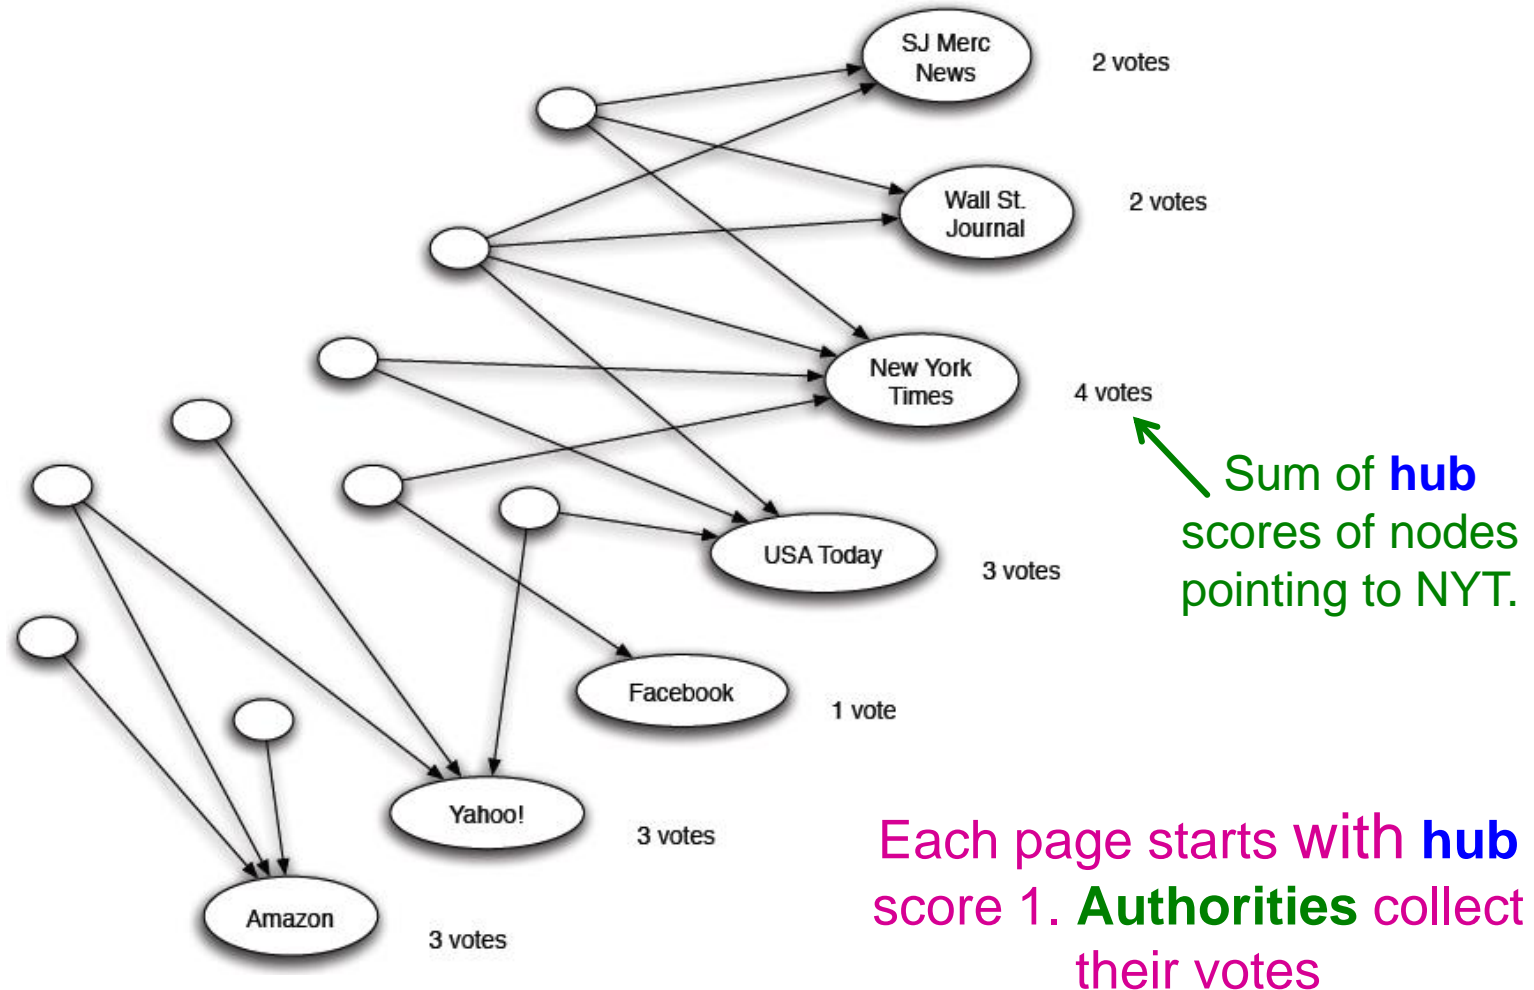 SJ Merc
News
2 votes
Wall St.
Journal
2 votes
New York
Times
4 votes
Sum of hub
scores of nodes
pointing to NYT.
USA Today
3 votes
Facebook
1 vote
Yahoo!
3 votes
Amazon
3 votes
Each page starts with hub
score 1. Authorities collect
their votes